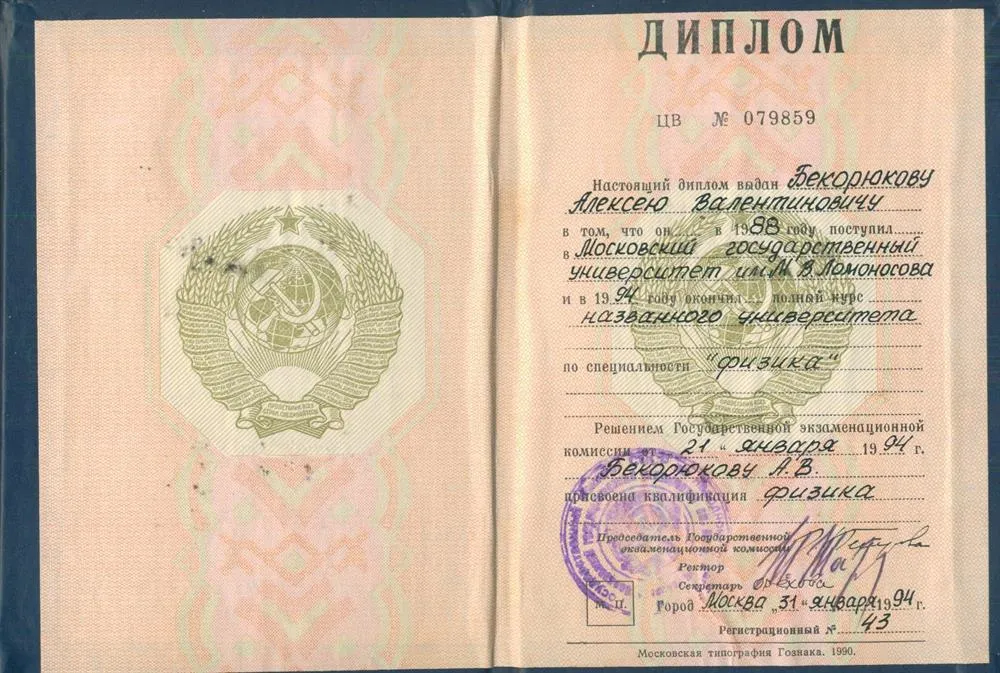 ДИПЛОМ
ЦВ № 079859
Настоящий диплом выдан Бекорюкову
Алексею Валентиновичу
в том, что он в 1988 году поступил
в Московский государственный
университет им. М.В. Ломоносова
и в 1994 году окончил полный курс
названного университета
по специальности "физика"
Решением Государственной экзаменационной
комиссии от 21 " января 1994 г.
Бекорюкову А.В.
присвоена квалификация физика
Председатель Государственной
экзаменационной комиссии
Ректор
Секретарь
М. П. Город Москва „31“ января 1994 г.
Регистрационный № 43
Московская типография Гознака. 1990.